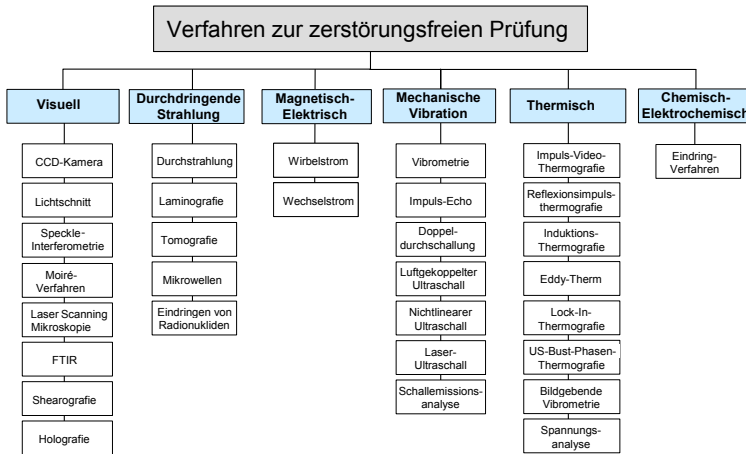 Verfahren zur zerstörungsfreien Prüfung
Visuell
CCD-Kamera
Lichtschnitt
Speckle-
Interferometrie
Moiré-
Verfahren
Laser Scanning
Mikroskopie
FTIR
Shearografie
Holografie
Durchdringende
Strahlung
Durchstrahlung
Laminografie
Tomografie
Mikrowellen
Eindringen von
Radionukliden
Magnetisch-
Elektrisch
Wirbelstrom
Wechselstrom
Mechanische
Vibration
Vibrometrie
Impuls-Echo
Doppel-
durchschallung
Luftgekoppelter
Ultraschall
Nichtlinearer
Ultraschall
Laser-
Ultraschall
Schallemissions-
analyse
Thermisch
Impuls-Video-
Thermografie
Reflexionsimpuls-
thermografie
Induktions-
Thermografie
Eddy-Therm
Lock-In-
Thermografie
US-Bust-Phasen-
Thermografie
Bildgebende
Vibrometrie
Spannungs-
analyse
Chemisch-
Elektrochemisch
Eindring-
Verfahren